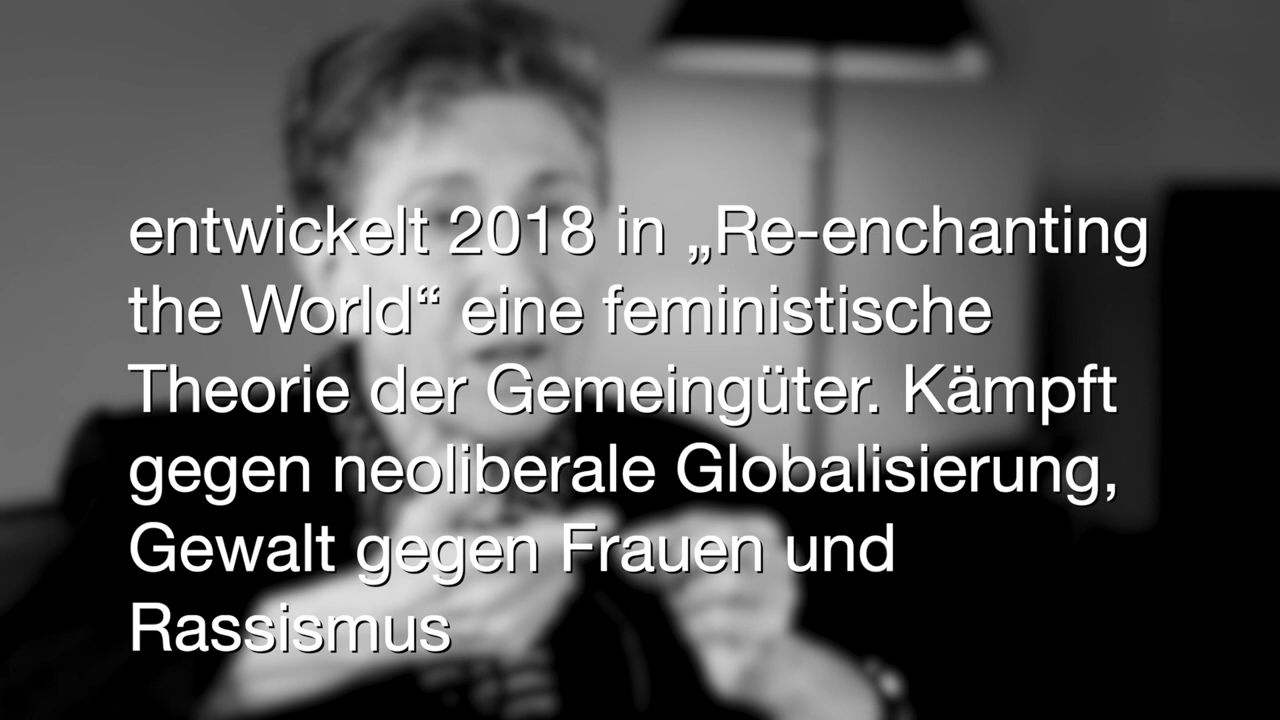 entwickelt 2018 in „Re-enchanting
the World“ eine feministische
Theorie der Gemeingüter. Kämpft
gegen neoliberale Globalisierung,
Gewalt gegen Frauen und
Rassismus